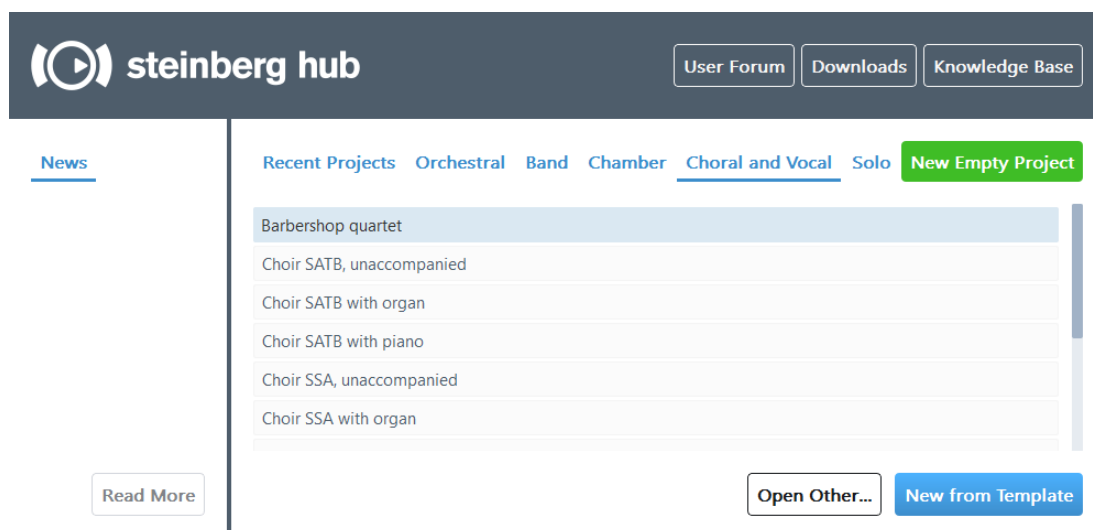 steinberg hub
User Forum
Downloads
Knowledge Base
News
Recent Projects
Orchestral
Band
Chamber
Choral and Vocal
Solo
New Empty Project
Barbershop quartet
Choir SATB, unaccompanied
Choir SATB with organ
Choir SATB with piano
Choir SSA, unaccompanied
Choir SSA with organ
Read More
Open Other...
New from Template